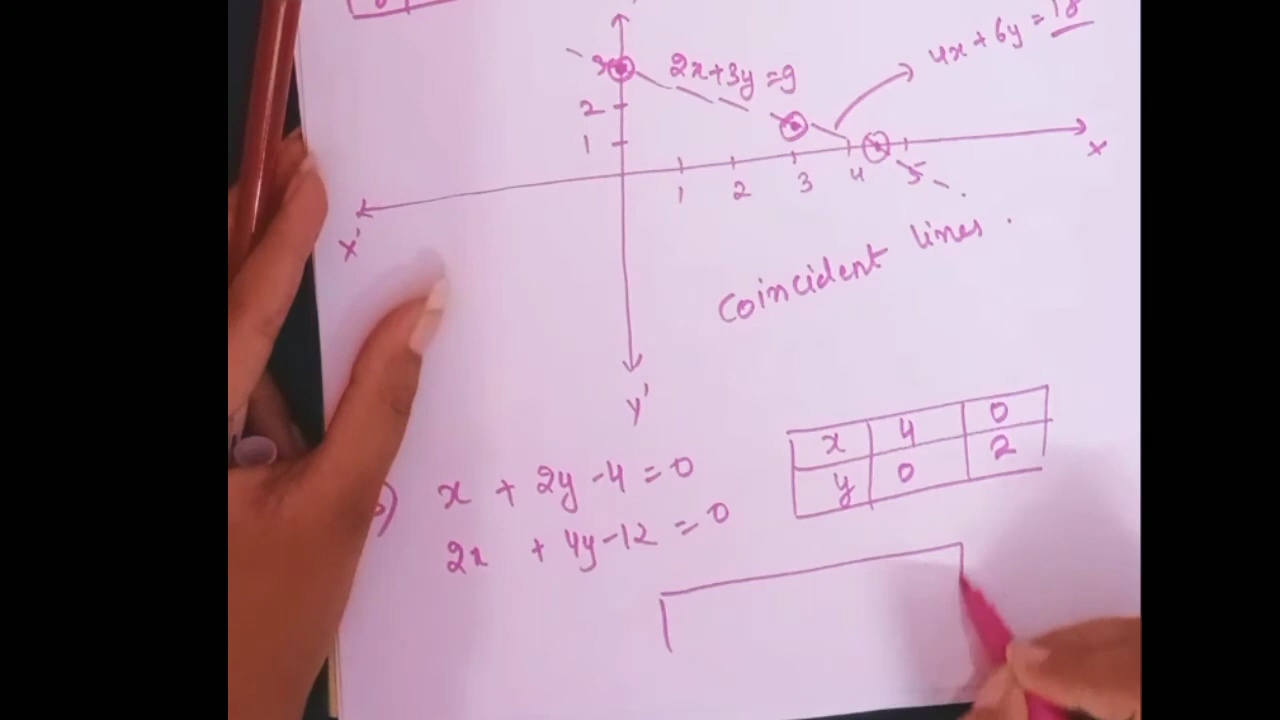 4x + 6y = 18
3
2x+3y =9
2
1
1 2 3 4 5
X
X'
Coincident lines.
y'
x 4 0
y 0 2
) x + 2y -4 = 0
2x + 4y -12 = 0